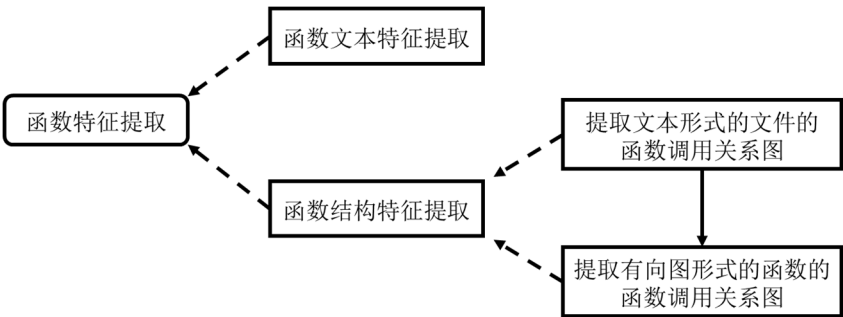 函数文本特征提取
函数特征提取
提取文本形式的文件的
函数调用关系图
函数结构特征提取
提取有向图形式的函数的
函数调用关系图